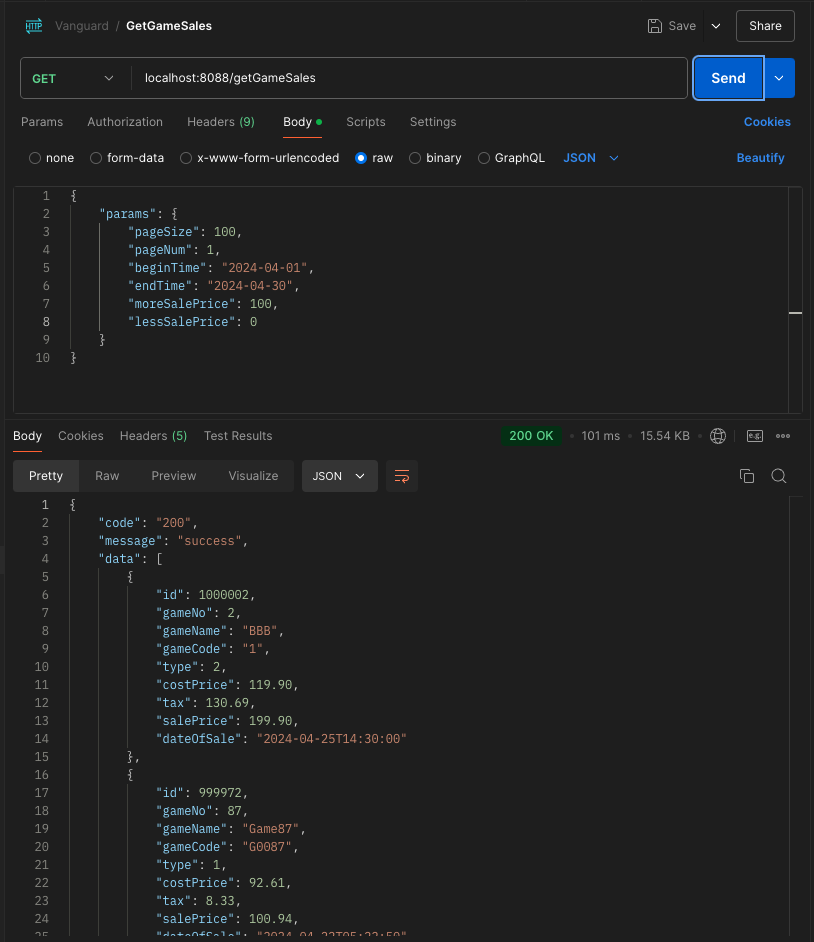 HTTP Vanguard / GetGameSales Save Share
GET localhost:8088/getGameSales Send
Params Authorization Headers (9) Body Scripts Settings Cookies
none form-data x-www-form-urlencoded raw binary GraphQL JSON Beautify
1 {
2 "params": {
3 "pageSize": 100,
4 "pageNum": 1,
5 "beginTime": "2024-04-01",
6 "endTime": "2024-04-30",
7 "moreSalePrice": 100,
8 "lessSalePrice": 0
9 }
10 }
Body Cookies Headers (5) Test Results 200 OK • 101 ms • 15.54 KB e.g.
Pretty Raw Preview Visualize JSON
1 {
2 "code": "200",
3 "message": "success",
4 "data": [
5 {
6 "id": 1000002,
7 "gameNo": 2,
8 "gameName": "BBB",
9 "gameCode": "1",
10 "type": 2,
11 "costPrice": 119.90,
12 "tax": 130.69,
13 "salePrice": 199.90,
14 "dateOfSale": "2024-04-25T14:30:00"
15 },
16 {
17 "id": 999972,
18 "gameNo": 87,
19 "gameName": "Game87",
20 "gameCode": "G0087",
21 "type": 1,
22 "costPrice": 92.61,
23 "tax": 8.33,
24 "salePrice": 100.94,
25 "dateOfSale":